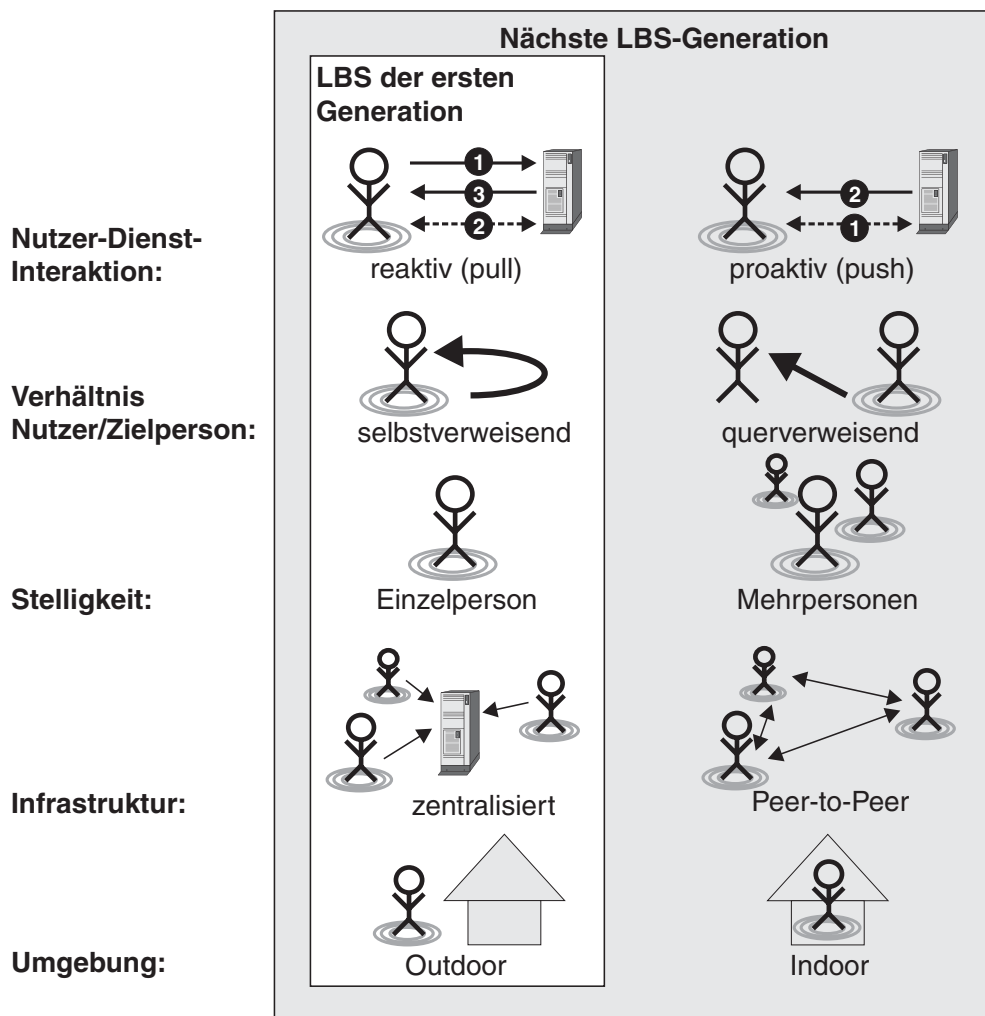 Nächste LBS-Generation
LBS der ersten
Generation
1
3
2
2
1
Nutzer-Dienst-
Interaktion:
reaktiv (pull)
proaktiv (push)
Verhältnis
Nutzer/Zielperson:
selbstverweisend
querverweisend
Stelligkeit:
Einzelperson
Mehrpersonen
Infrastruktur:
zentralisiert
Peer-to-Peer
Umgebung:
Outdoor
Indoor